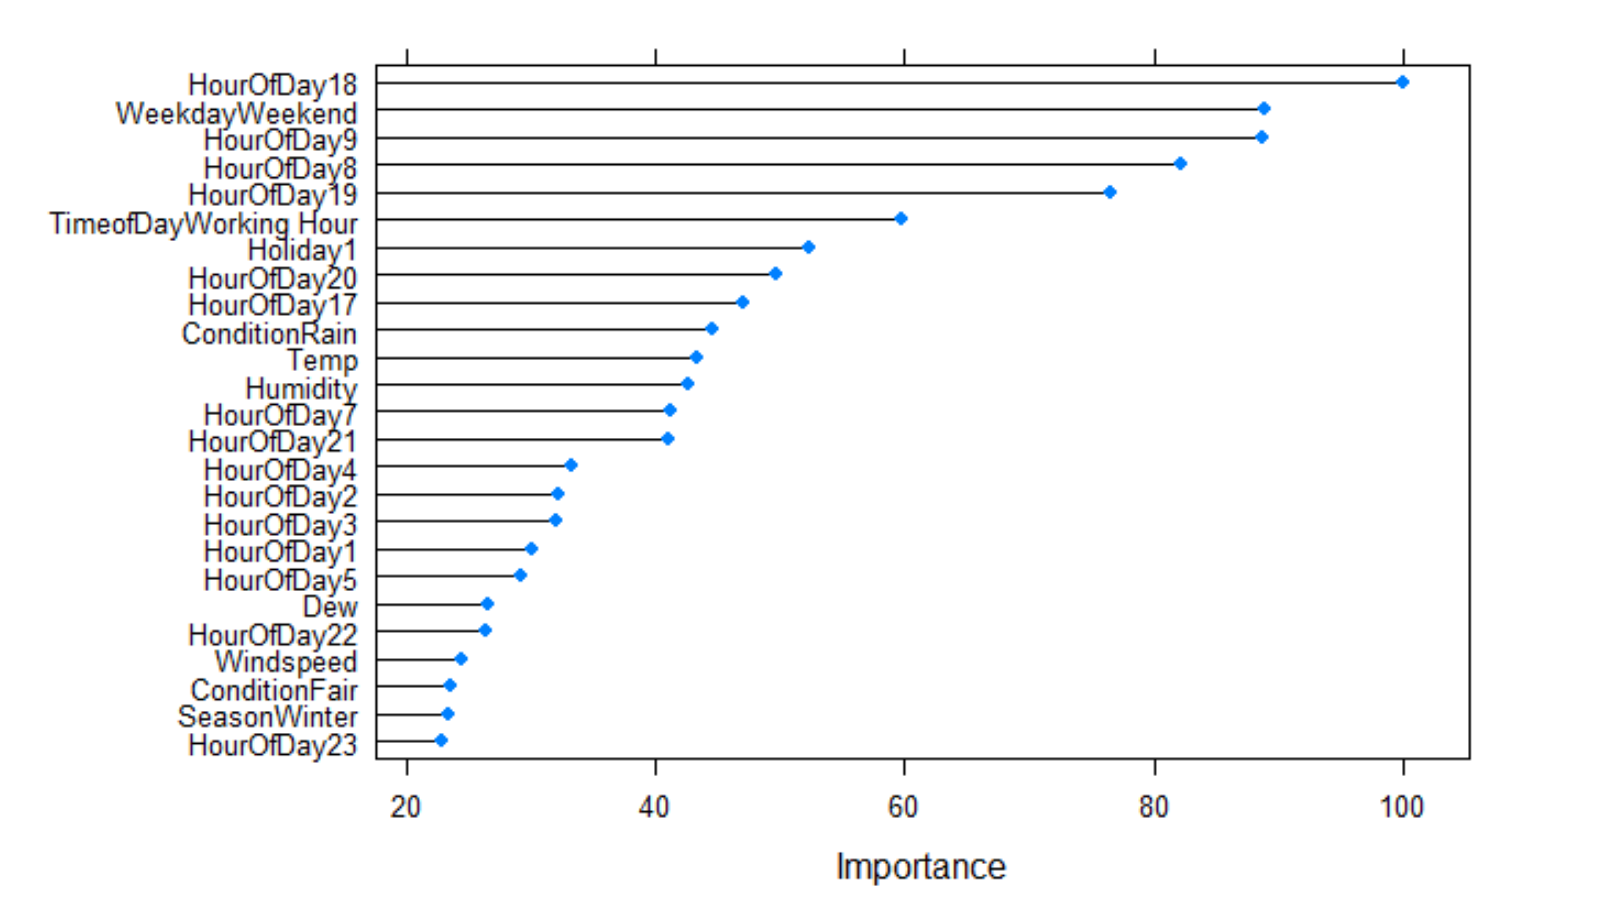 HourOfDay18
WeekdayWeekend
HourOfDay9
HourOfDay8
HourOfDay19
TimeofDayWorking Hour
Holiday1
HourOfDay20
HourOfDay17
ConditionRain
Temp
Humidity
HourOfDay7
HourOfDay21
HourOfDay4
HourOfDay2
HourOfDay3
HourOfDay1
HourOfDay5
Dew
HourOfDay22
Windspeed
ConditionFair
SeasonWinter
HourOfDay23
20 40 60 80 100
Importance